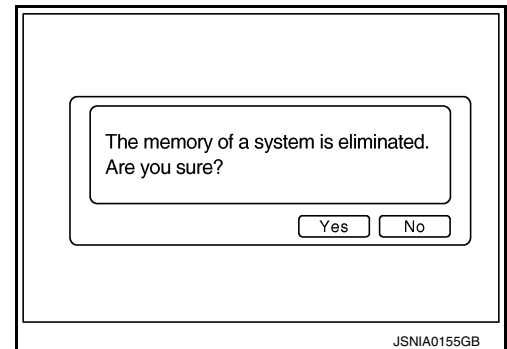 The memory of a system is eliminated.
Are you sure?
Yes No
JSNIA0155GB